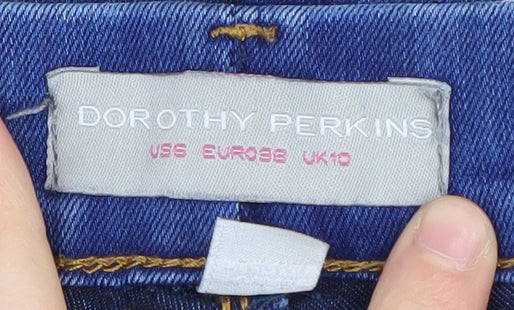 DOROTHY PERKINS
US6 EURO38 UK10